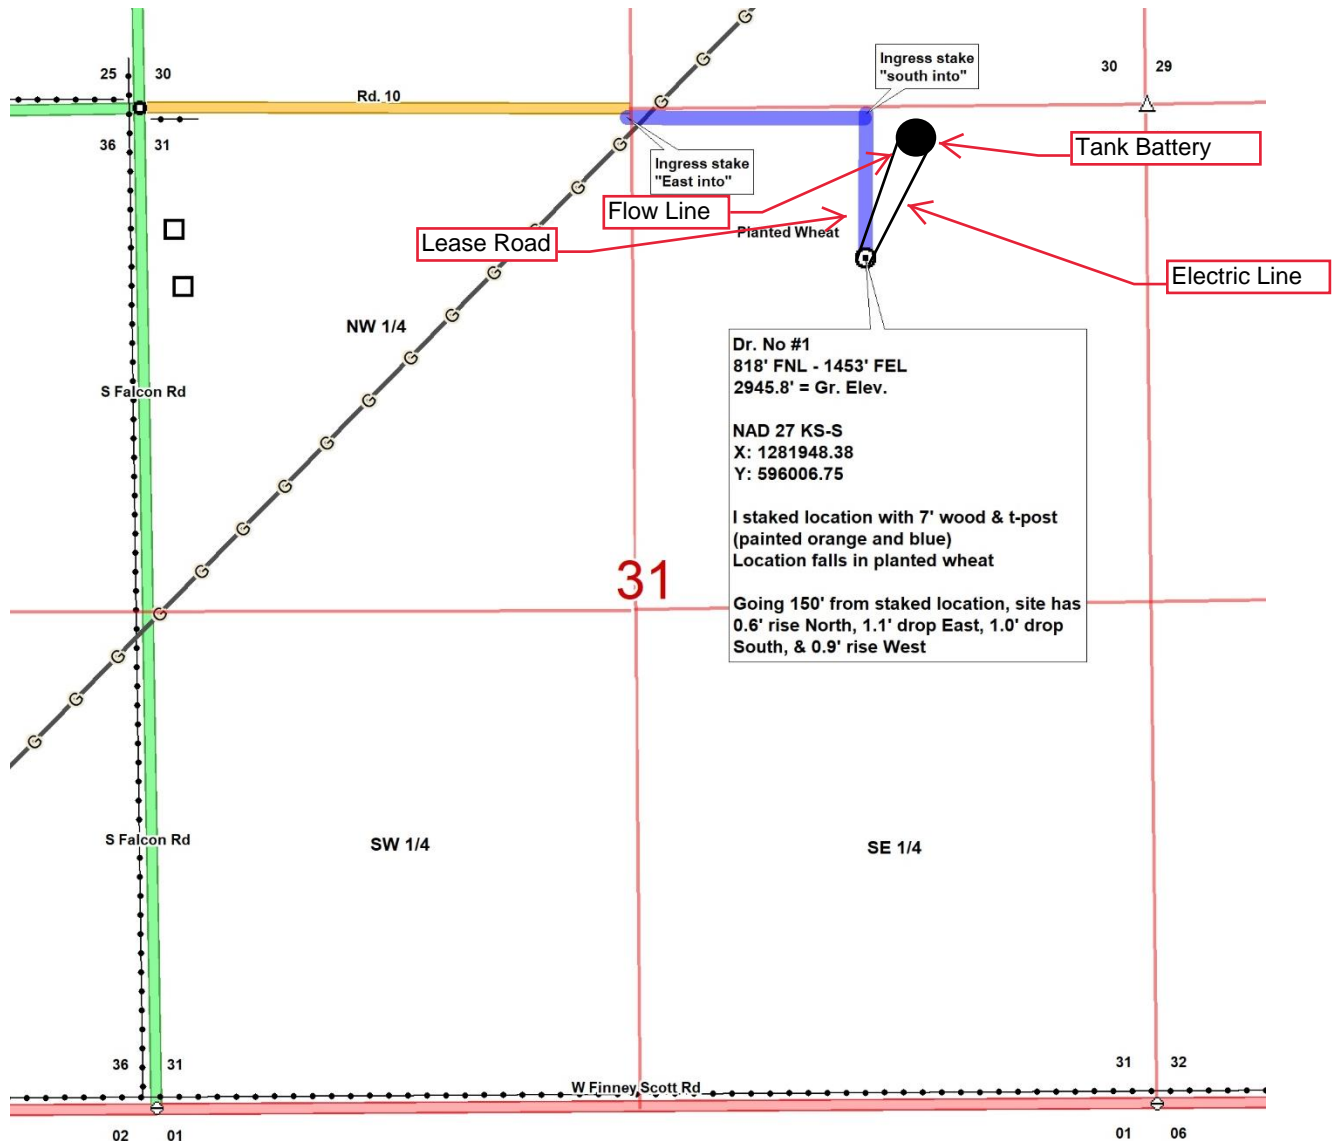 25 30
30 29
Ingress stake
"south into"
Rd. 10
36 31
Tank Battery
Ingress stake
"East into"
Flow Line
Planted Wheat
Lease Road
Electric Line
NW 1/4
G G G G G G G G G G G G G G G G G G
Dr. No #1
818' FNL - 1453' FEL
2945.8' = Gr. Elev.
NAD 27 KS-S
X: 1281948.38
Y: 596006.75
I staked location with 7' wood & t-post
(painted orange and blue)
Location falls in planted wheat
Going 150' from staked location, site has
0.6' rise North, 1.1' drop East, 1.0' drop
South, & 0.9' rise West
S Falcon Rd
31
S Falcon Rd
SW 1/4
SE 1/4
36 31
31 32
W Finney Scott Rd
02 01
01 06